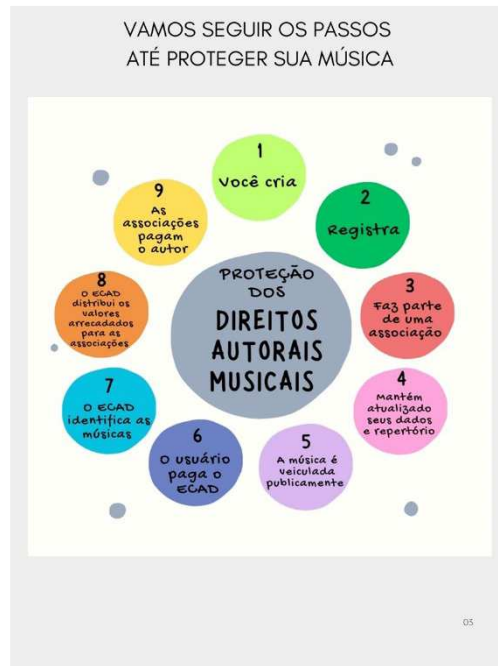 VAMOS SEGUIR OS PASSOS
ATÉ PROTEGER SUA MÚSICA
1
Você cria
2
Registra
3
Faz parte
de uma
associação
4
Mantém
atualizado
seus dados
e repertório
5
A música é
veiculada
publicamente
6
O usuário
paga o
ECAD
7
O ECAD
identifica as
músicas
8
O ECAD
distribui os
valores
arrecadados
para as
associações
9
As
associações
pagam
o autor
PROTEÇÃO
DOS
DIREITOS
AUTORAIS
MUSICAIS
03